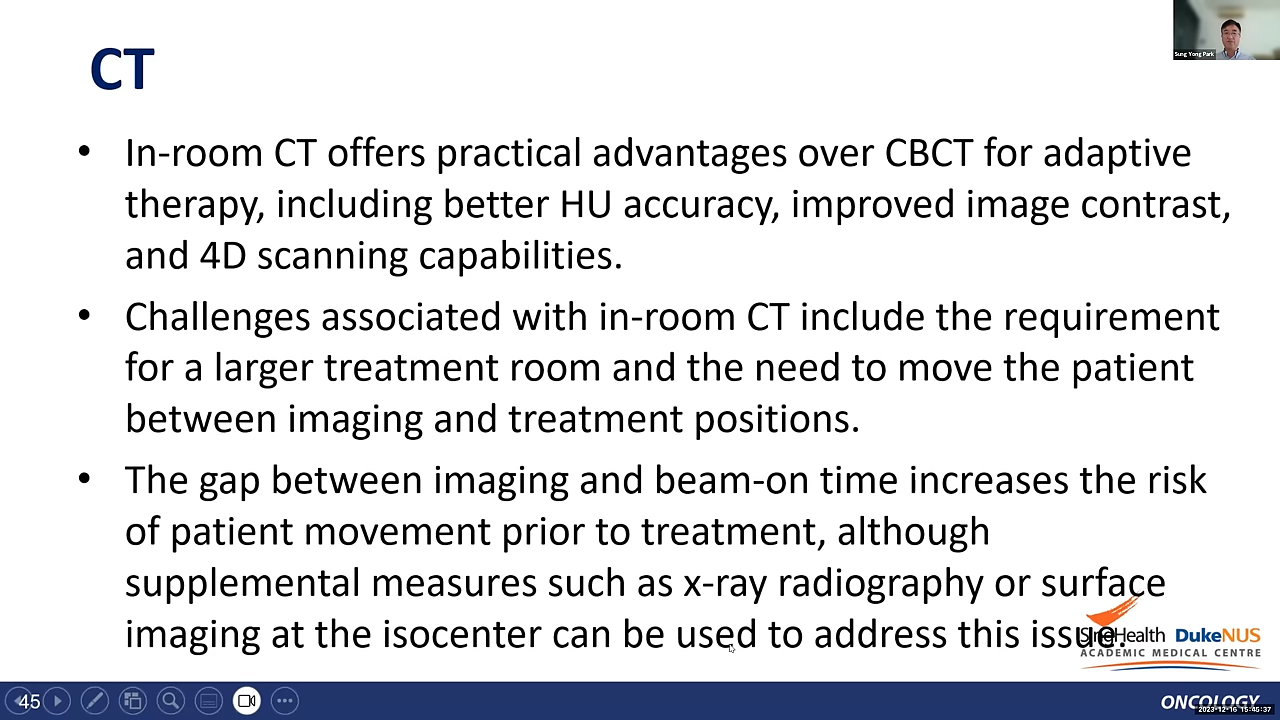 CT
Sung Yong Park
• In-room CT offers practical advantages over CBCT for adaptive
therapy, including better HU accuracy, improved image contrast,
and 4D scanning capabilities.
• Challenges associated with in-room CT include the requirement
for a larger treatment room and the need to move the patient
between imaging and treatment positions.
• The gap between imaging and beam-on time increases the risk
of patient movement prior to treatment, although
supplemental measures such as x-ray radiography or surface
imaging at the isocenter can be used to address this issue.
SingHealth DukeNUS
ACADEMIC MEDICAL CENTRE
45
ONCOLOGY
2023-12-16 15:45:37